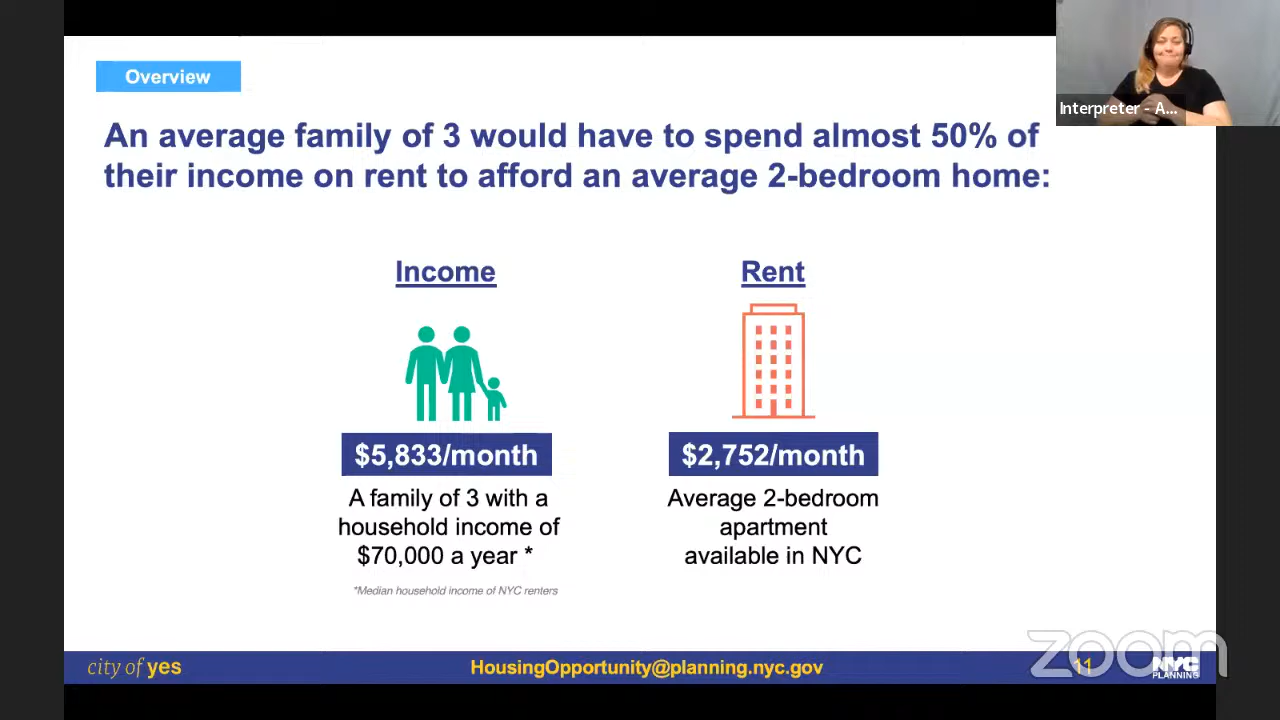 Overview
Interpreter - A...
An average family of 3 would have to spend almost 50% of
their income on rent to afford an average 2-bedroom home:
Income
Rent
$5,833/month
$2,752/month
A family of 3 with a
household income of
$70,000 a year *
Average 2-bedroom
apartment
available in NYC
*Median household income of NYC renters
city of yes
HousingOpportunity@planning.nyc.gov
11
NYC
PLANNING
zoom